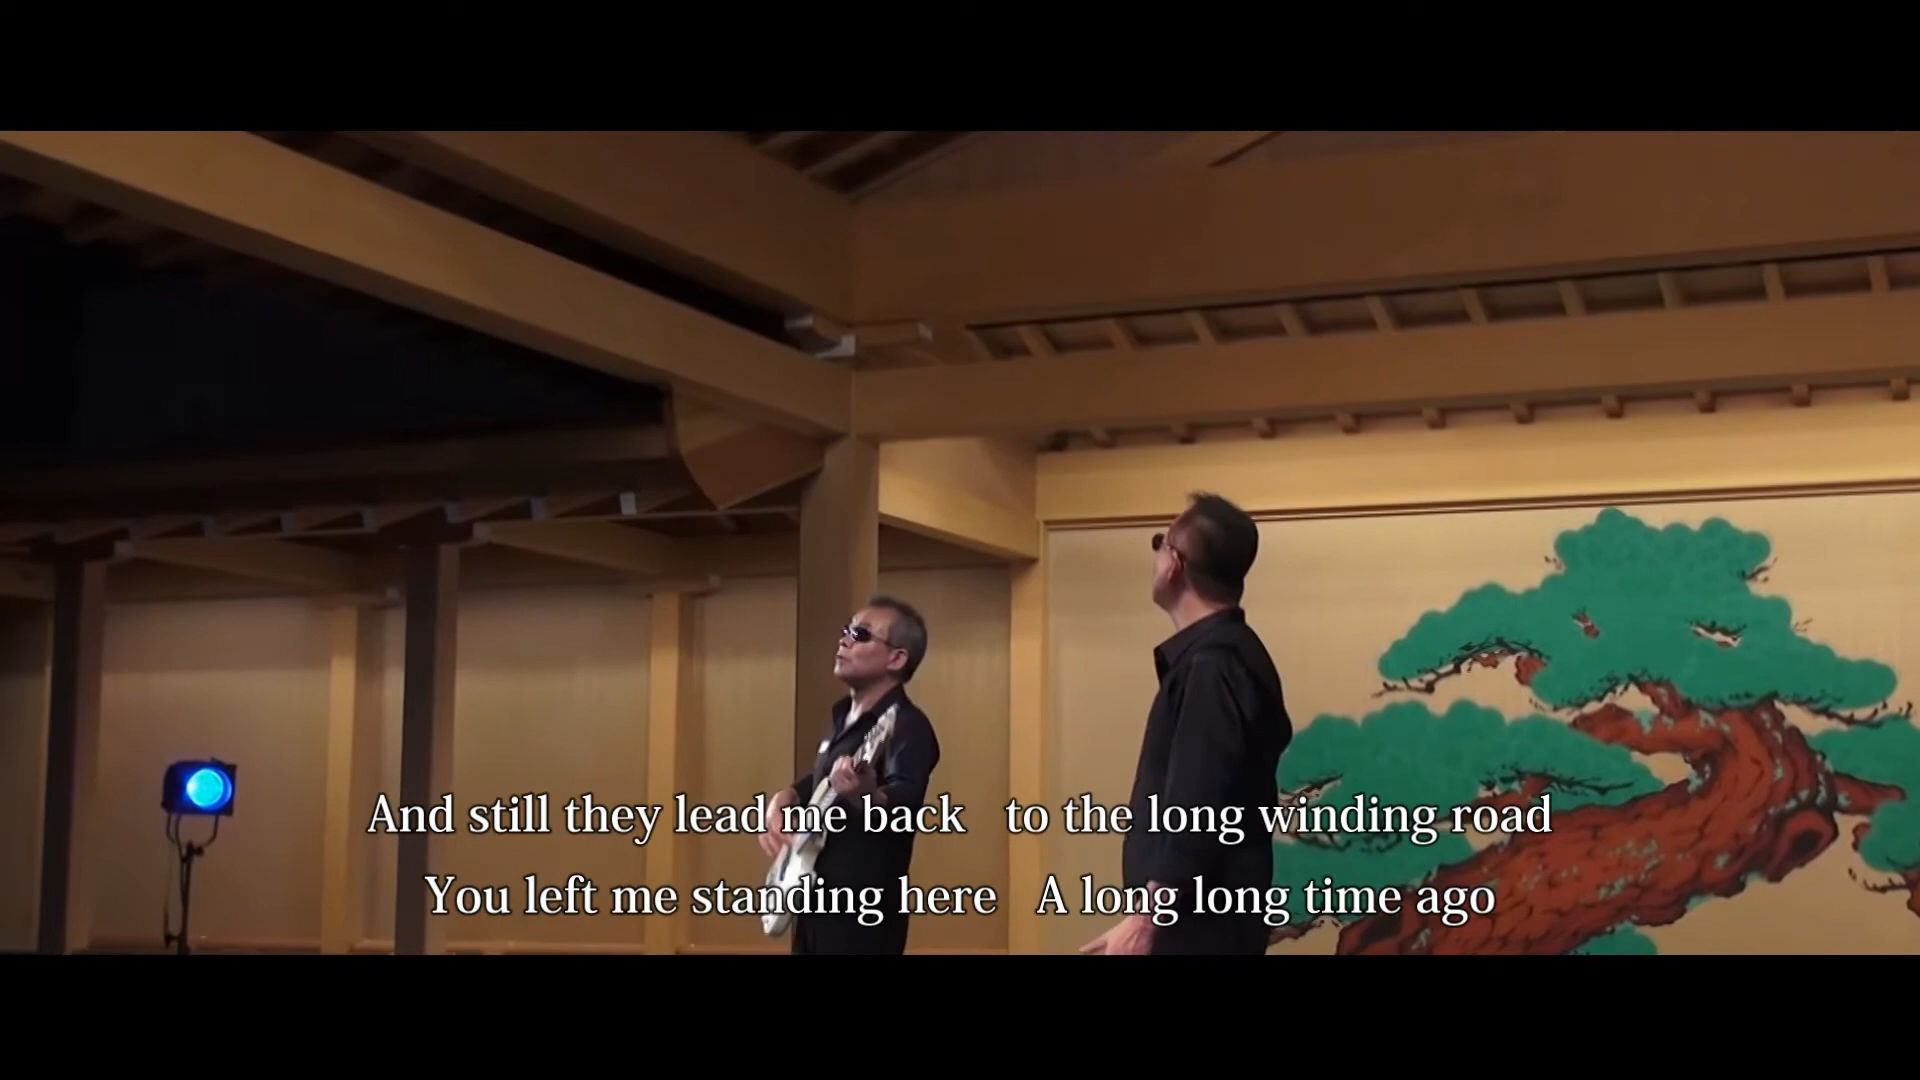 And still they lead me back to the long winding road
You left me standing here A long long time ago